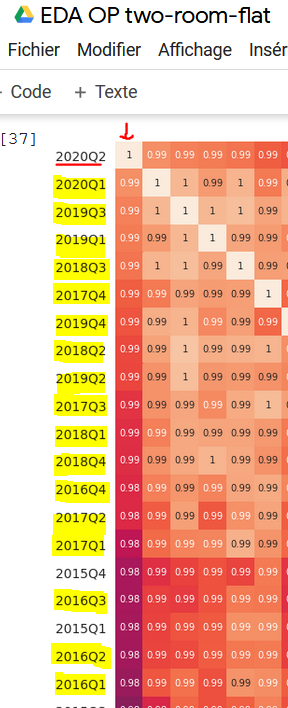 EDA OP two-room-flat
Fichier Modifier Affichage Insér
Code + Texte
[37]
2020Q2 1 0.99 0.99 0.99 0.99 0.99
2020Q1 0.99 1 1 0.99 1 0.99
2019Q3 0.99 1 1 1 1 0.99
2019Q1 0.99 0.99 1 1 0.99 0.99
2018Q3 0.99 1 1 0.99 1 0.99
2017Q4 0.99 0.99 0.99 0.99 0.99 1
2019Q4 0.99 0.99 1 0.99 0.99 0.99
2018Q2 0.99 0.99 1 0.99 0.99 1
2019Q2 0.99 0.99 1 0.99 0.99 0.99
2017Q3 0.99 0.99 0.99 0.99 0.99 1
2018Q1 0.99 0.99 0.99 0.99 0.99 0.99
2018Q4 0.99 0.99 0.99 1 0.99 0.99
2016Q4 0.98 0.99 0.99 0.99 0.99 0.99
2017Q2 0.98 0.99 0.99 0.99 0.99 0.99
2017Q1 0.98 0.99 0.99 0.99 0.99 0.99
2015Q4 0.98 0.99 0.99 0.99 0.99 0.99
2016Q3 0.98 0.99 0.99 0.99 0.99 0.99
2015Q1 0.98 0.99 0.99 0.99 0.99 0.99
2016Q2 0.98 0.99 0.99 0.99 0.99 0.99
2016Q1 0.98 0.99 0.99 0.99 0.99 0.99